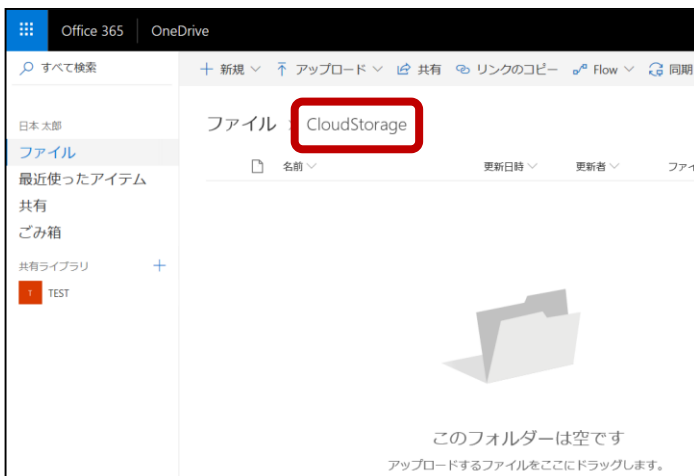 Office 365 OneDrive
すべて検索
新規 アップロード 共有 リンクのコピー Flow 同期
日本 太郎
ファイル
最近使ったアイテム
共有
ごみ箱
共有ライブラリ
T TEST
ファイル CloudStorage
名前 更新日時 更新者 ファイ
このフォルダーは空です
アップロードするファイルをここにドラッグします。